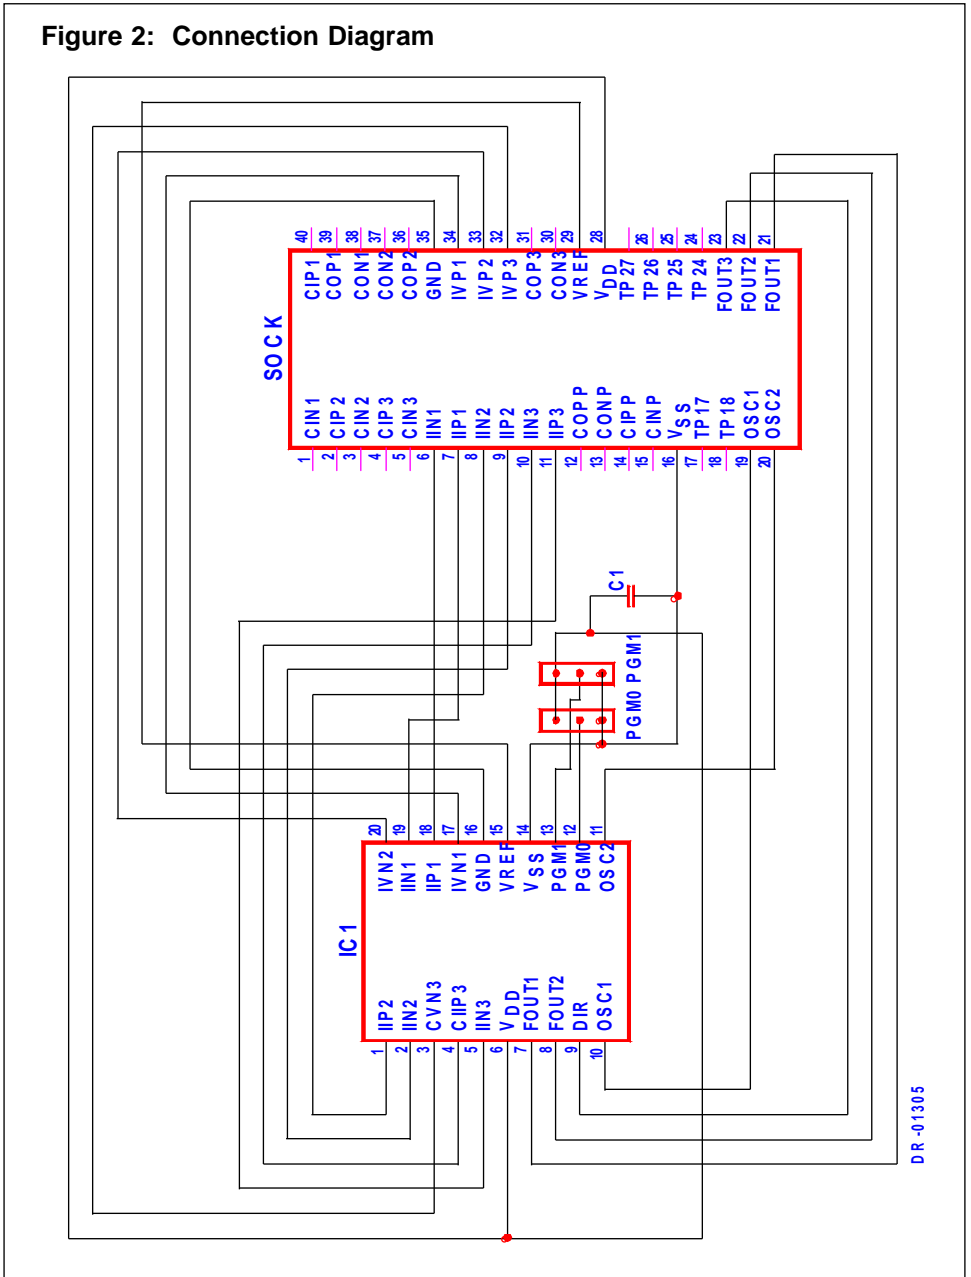 Figure 2: Connection Diagram
40 39 38 37 36 35 34 33 32 31 30 29 28 26 25 24 23 22 21
CIP1 COP1 CON1 CON2 COP2 GND IVP1 IVP2 IVP3 COP3 CON3 VREF VDD TP27 TP26 TP25 TP24 FOUT3 FOUT2 FOUT1
SOCK
CIN1 CIP2 CIN2 CIP3 CIN3 IIN1 IIP1 IIN2 IIP2 IIN3 IIP3 COPP CONP CIPP CINP VSS TP17 TP18 OSC1 OSC2
1 2 3 4 5 6 7 8 9 10 11 12 13 14 15 16 17 18 19 20
C1
PGM0 PGM1
20 19 18 17 16 15 14 13 12 11
IVN2 IIN1 IIP1 IVN1 GND VREF VSS PGM1 PGM0 OSC2
IC1
IIP2 IIN2 CVN3 CIIP3 IIN3 VDD FOUT1 FOUT2 DIR OSC1
1 2 3 4 5 6 7 8 9 10
DR-01305